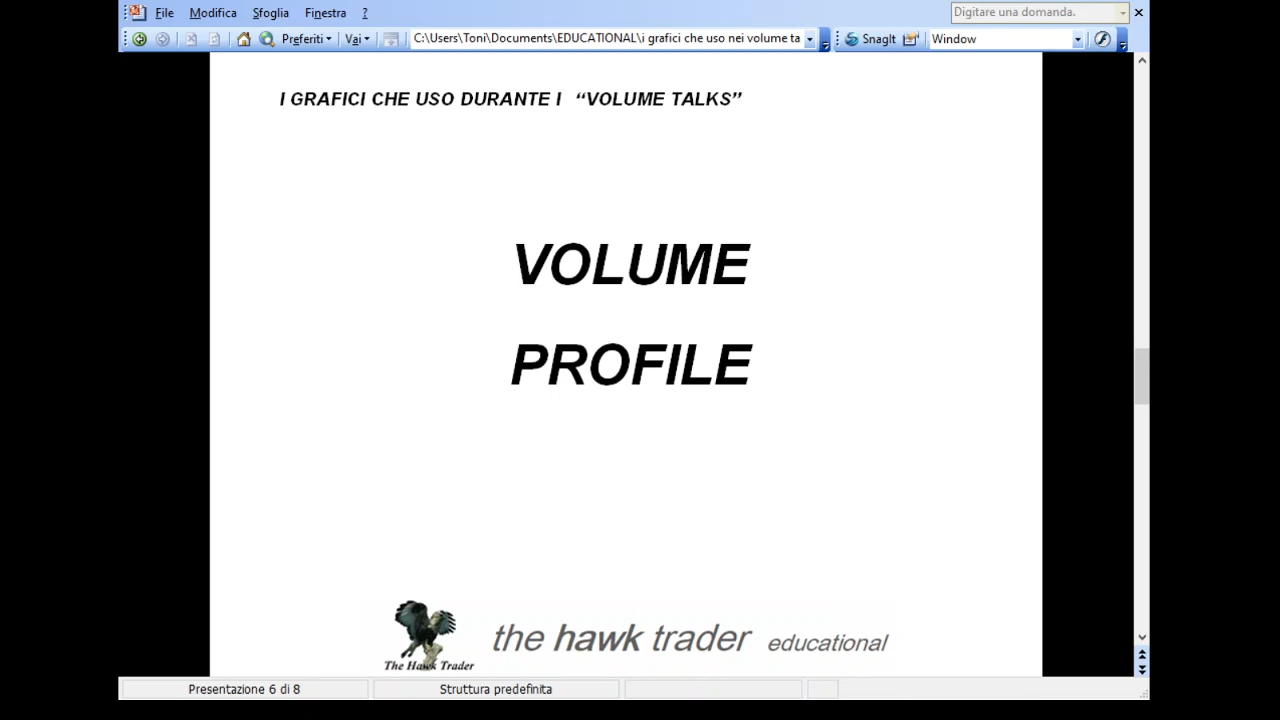 File Modifica Sfoglia Finestra ?
Digitare una domanda.
Preferiti Vai C:\Users\Toni\Documents\EDUCATIONAL\i grafici che uso nei volume ta SnagIt Window
I GRAFICI CHE USO DURANTE I “VOLUME TALKS”
VOLUME
PROFILE
The Hawk Trader
the hawk trader educational
Presentazione 6 di 8 Struttura predefinita